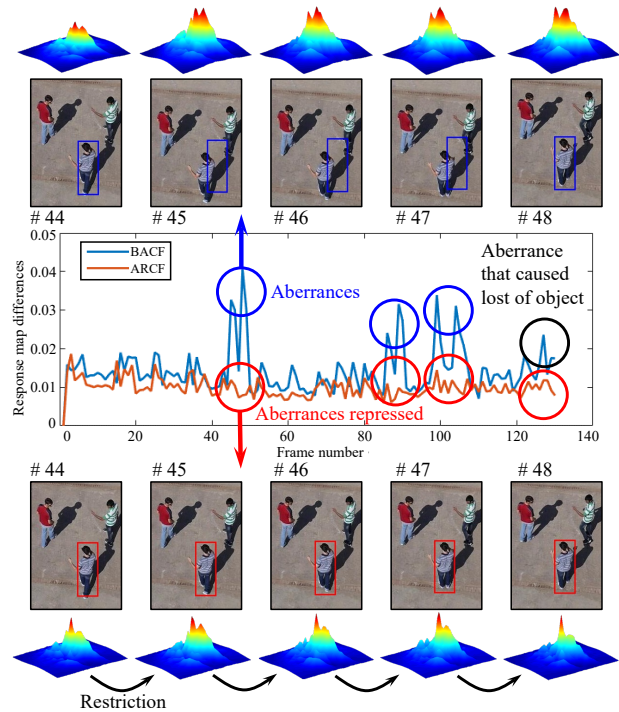 # 44 # 45 # 46 # 47 # 48
0.05
0.04
0.03
0.02
0.01
0
Response map differences
BACF
ARCF
Aberrances
Aberrance
that caused
lost of object
Aberrances repressed
0 20 40 60 80 100 120 140
Frame number
# 44 # 45 # 46 # 47 # 48
Restriction